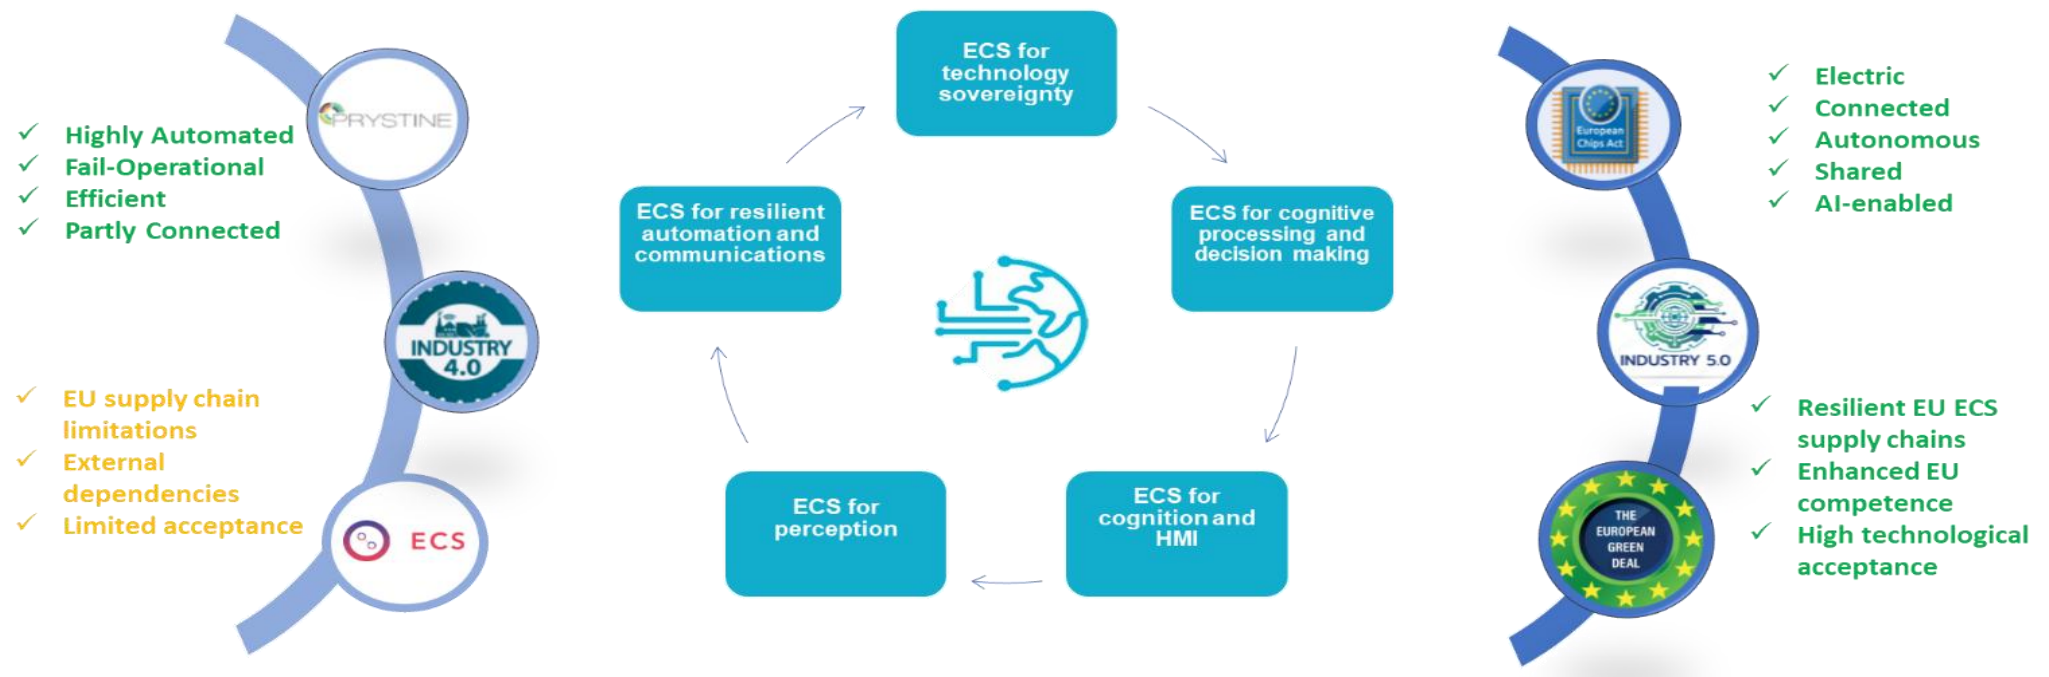 PRYSTINE
Highly Automated
Fail-Operational
Efficient
Partly Connected
INDUSTRY
4.0
EU supply chain
limitations
External
dependencies
Limited acceptance
ECS
ECS for
technology
sovereignty
ECS for resilient
automation and
communications
ECS for cognitive
processing and
decision making
ECS for
perception
ECS for
cognition and
HMI
European
Chips Act
Electric
Connected
Autonomous
Shared
AI-enabled
INDUSTRY 5.0
Resilient EU ECS
supply chains
Enhanced EU
competence
High technological
acceptance
THE
EUROPEAN
GREEN
DEAL